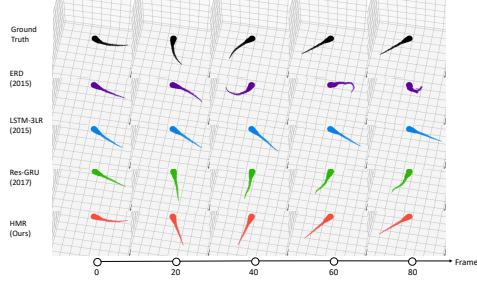 Ground
Truth
ERD
(2015)
LSTM-3LR
(2015)
Res-GRU
(2017)
HMR
(Ours)
0 20 40 60 80 Frame